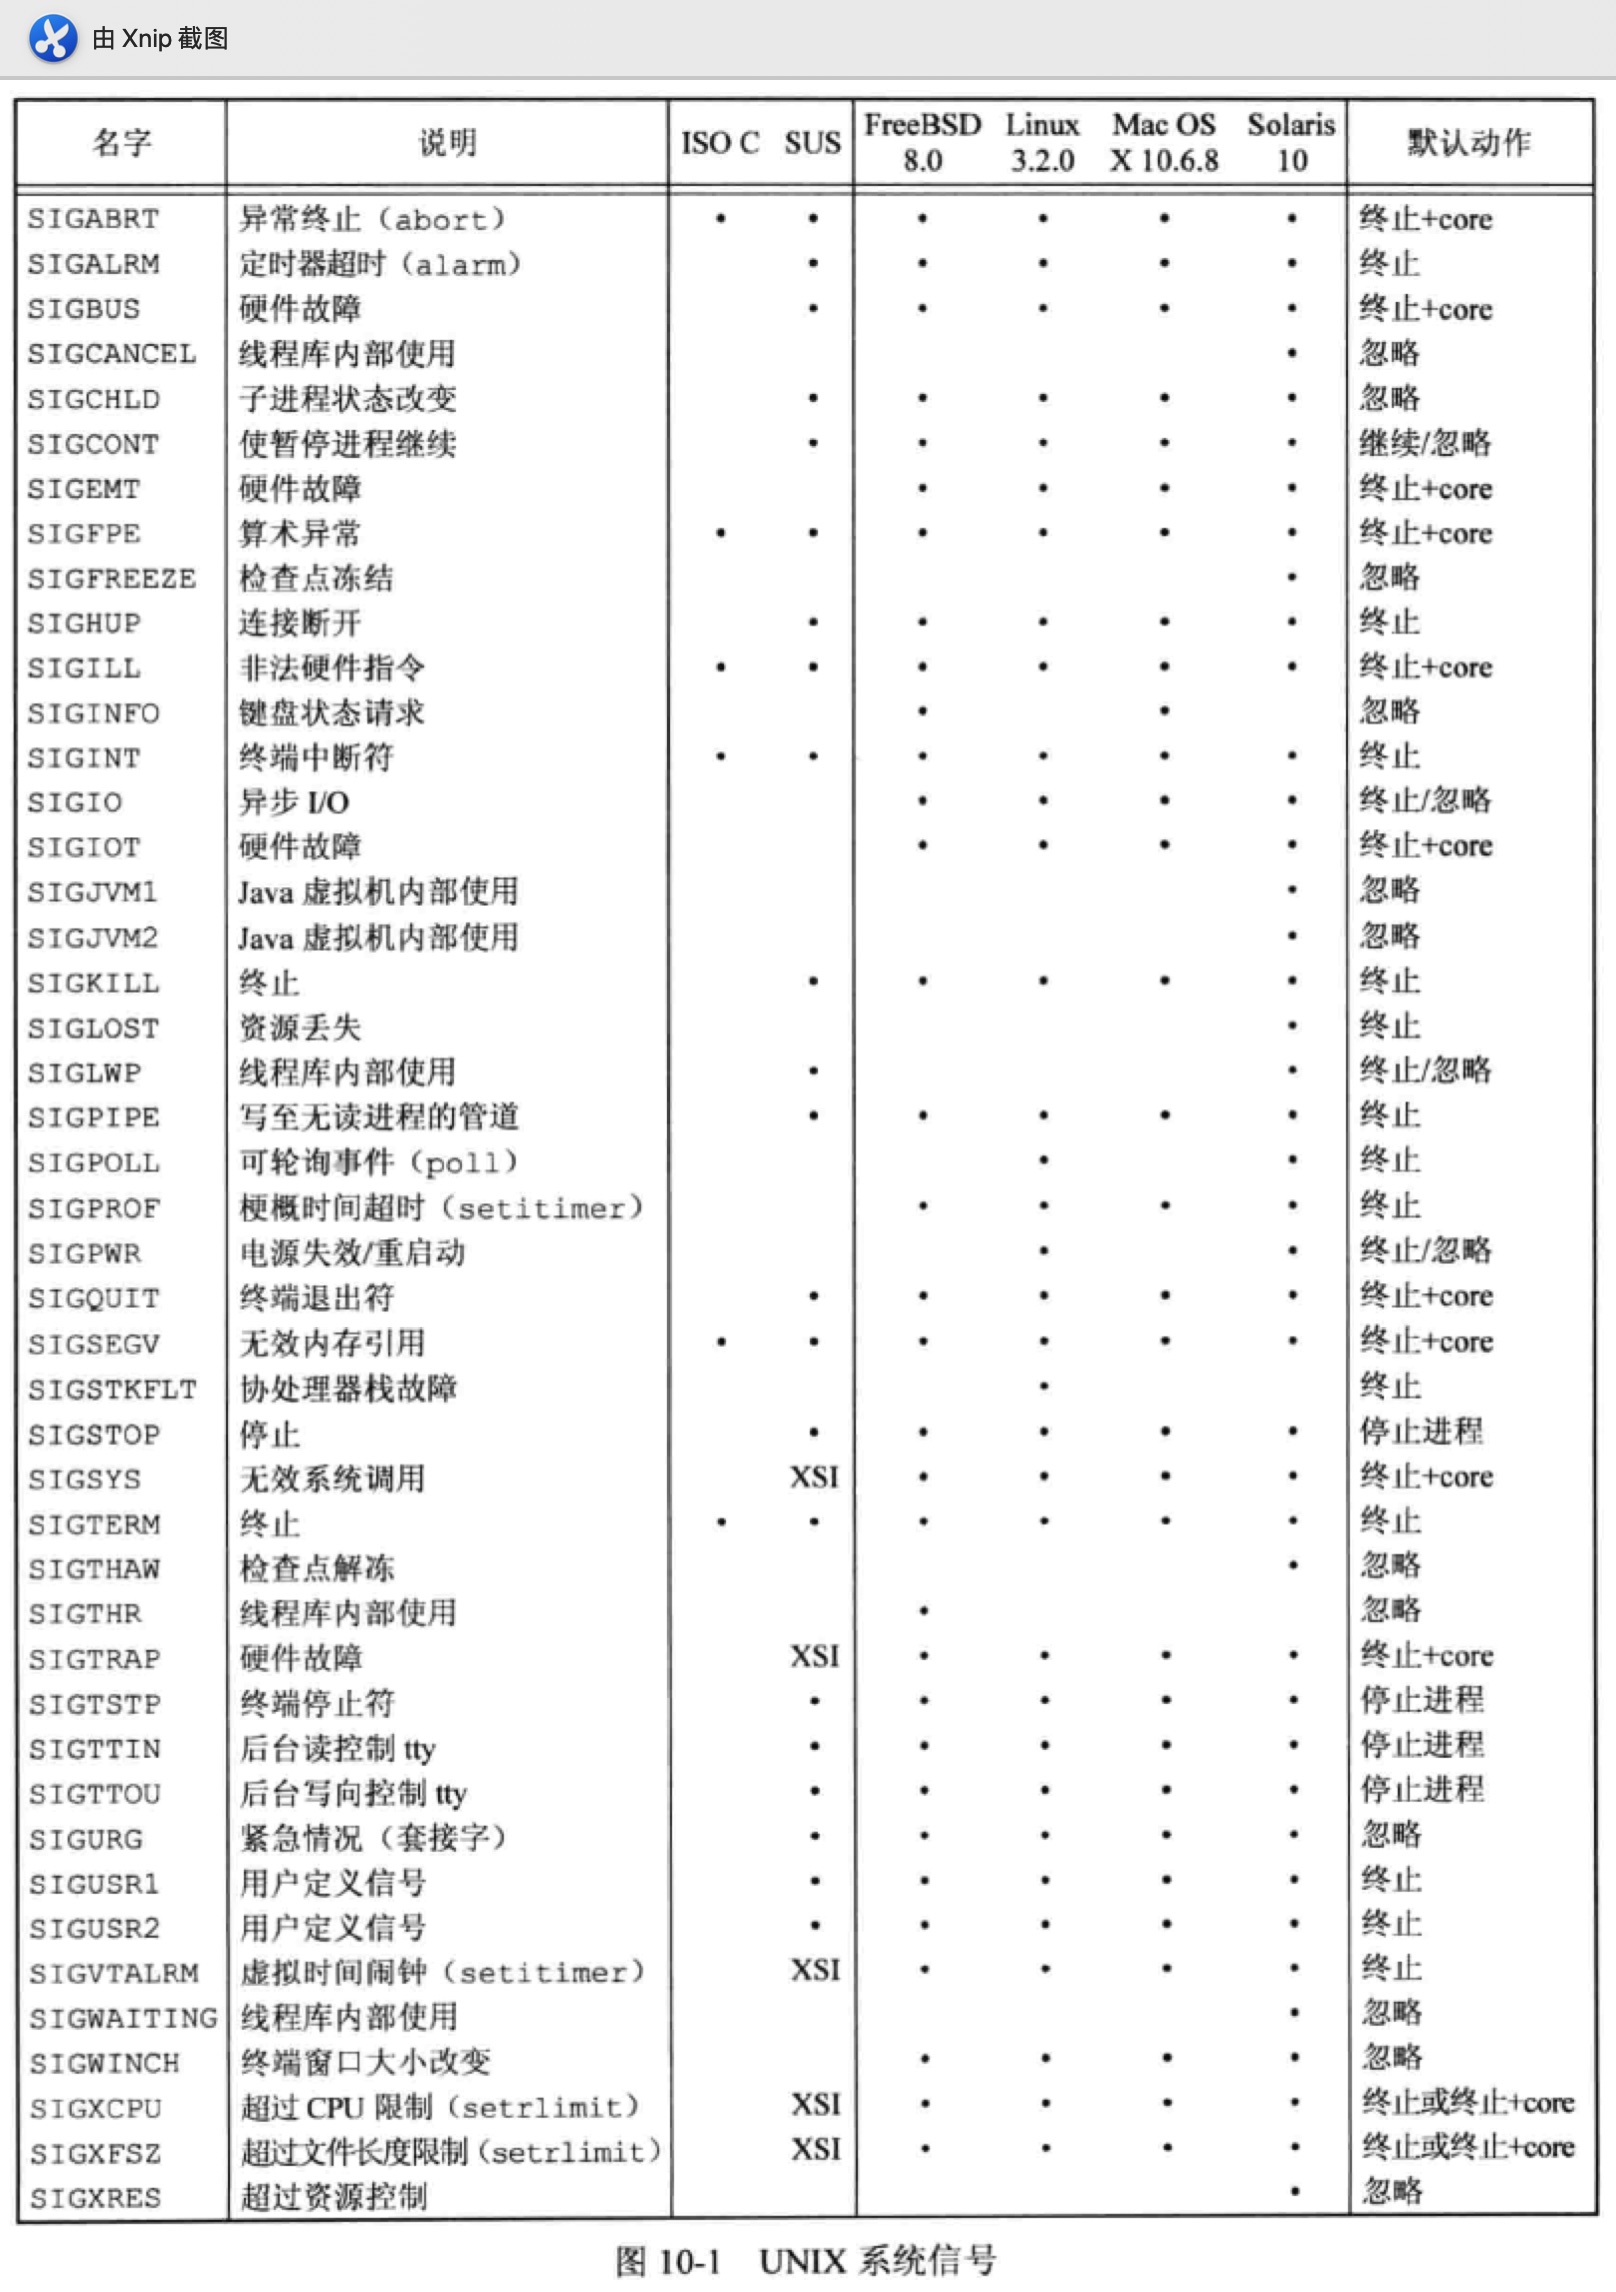 由 Xnip 截图
名字 说明 ISO C SUS FreeBSD 8.0 Linux 3.2.0 Mac OS X 10.6.8 Solaris 10 默认动作
SIGABRT 异常终止（abort） • • • • • • 终止+core
SIGALRM 定时器超时（alarm） • • • • • 终止
SIGBUS 硬件故障 • • • • • 终止+core
SIGCANCEL 线程库内部使用 • 忽略
SIGCHLD 子进程状态改变 • • • • • 忽略
SIGCONT 使暂停进程继续 • • • • • 继续/忽略
SIGEMT 硬件故障 • • • • 终止+core
SIGFPE 算术异常 • • • • • • 终止+core
SIGFREEZE 检查点冻结 • 忽略
SIGHUP 连接断开 • • • • • 终止
SIGILL 非法硬件指令 • • • • • • 终止+core
SIGINFO 键盘状态请求 • • 忽略
SIGINT 终端中断符 • • • • • • 终止
SIGIO 异步 I/O • • • • 终止/忽略
SIGIOT 硬件故障 • • • • 终止+core
SIGJVM1 Java 虚拟机内部使用 • 忽略
SIGJVM2 Java 虚拟机内部使用 • 忽略
SIGKILL 终止 • • • • • 终止
SIGLOST 资源丢失 • 终止
SIGLWP 线程库内部使用 • • 终止/忽略
SIGPIPE 写至无读进程的管道 • • • • • 终止
SIGPOLL 可轮询事件（poll） • • 终止
SIGPROF 梗概时间超时（setitimer） • • • • 终止
SIGPWR 电源失效/重启动 • • 终止/忽略
SIGQUIT 终端退出符 • • • • • 终止+core
SIGSEGV 无效内存引用 • • • • • • 终止+core
SIGSTKFLT 协处理器栈故障 • 终止
SIGSTOP 停止 • • • • • 停止进程
SIGSYS 无效系统调用 XSI • • • • 终止+core
SIGTERM 终止 • • • • • • 终止
SIGTHAW 检查点解冻 • 忽略
SIGTHR 线程库内部使用 • 忽略
SIGTRAP 硬件故障 XSI • • • • 终止+core
SIGTSTP 终端停止符 • • • • • 停止进程
SIGTTIN 后台读控制 tty • • • • • 停止进程
SIGTTOU 后台写向控制 tty • • • • • 停止进程
SIGURG 紧急情况（套接字） • • • • • 忽略
SIGUSR1 用户定义信号 • • • • • 终止
SIGUSR2 用户定义信号 • • • • • 终止
SIGVTALRM 虚拟时间闹钟（setitimer） XSI • • • • 终止
SIGWAITING 线程库内部使用 • 忽略
SIGWINCH 终端窗口大小改变 • • • • 忽略
SIGXCPU 超过 CPU 限制（setrlimit） XSI • • • • 终止或终止+core
SIGXFSZ 超过文件长度限制（setrlimit） XSI • • • • 终止或终止+core
SIGXRES 超过资源控制 • 忽略
图 10-1 UNIX 系统信号